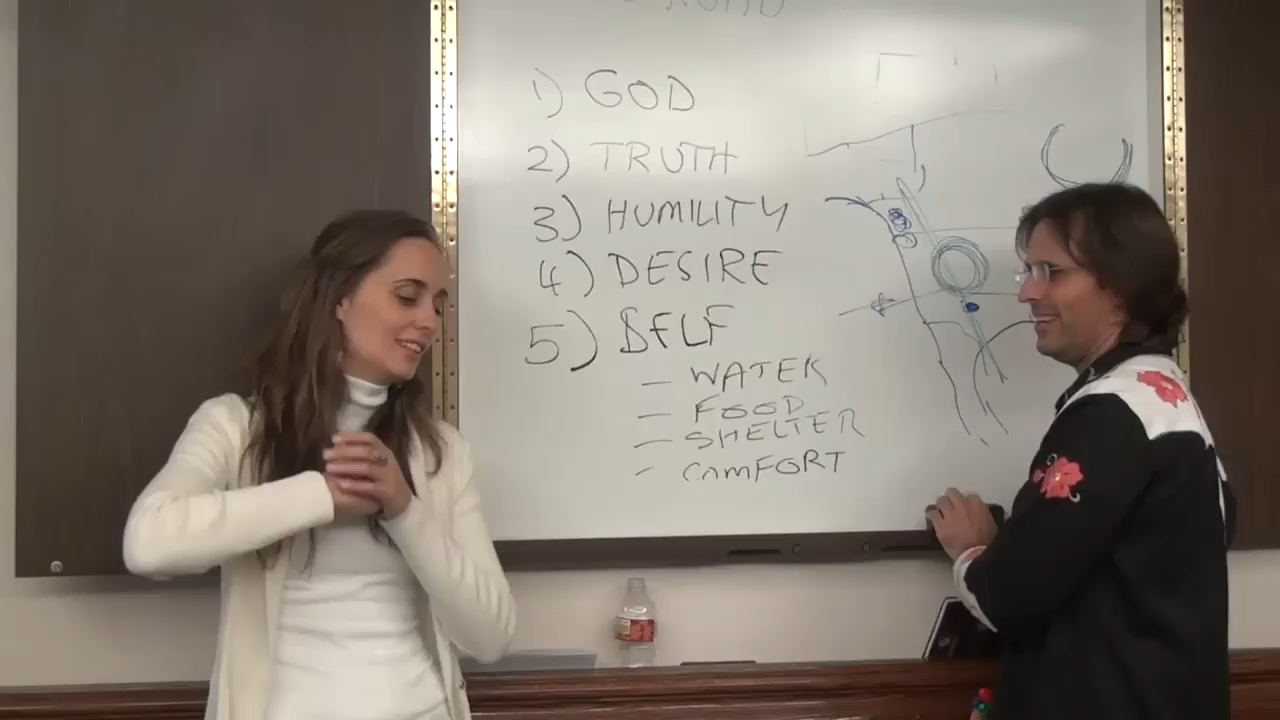 1) GOD
2) TRUTH
3) HUMILITY
4) DESIRE
5) SELF
— WATER
— FOOD
— SHELTER
— COMFORT